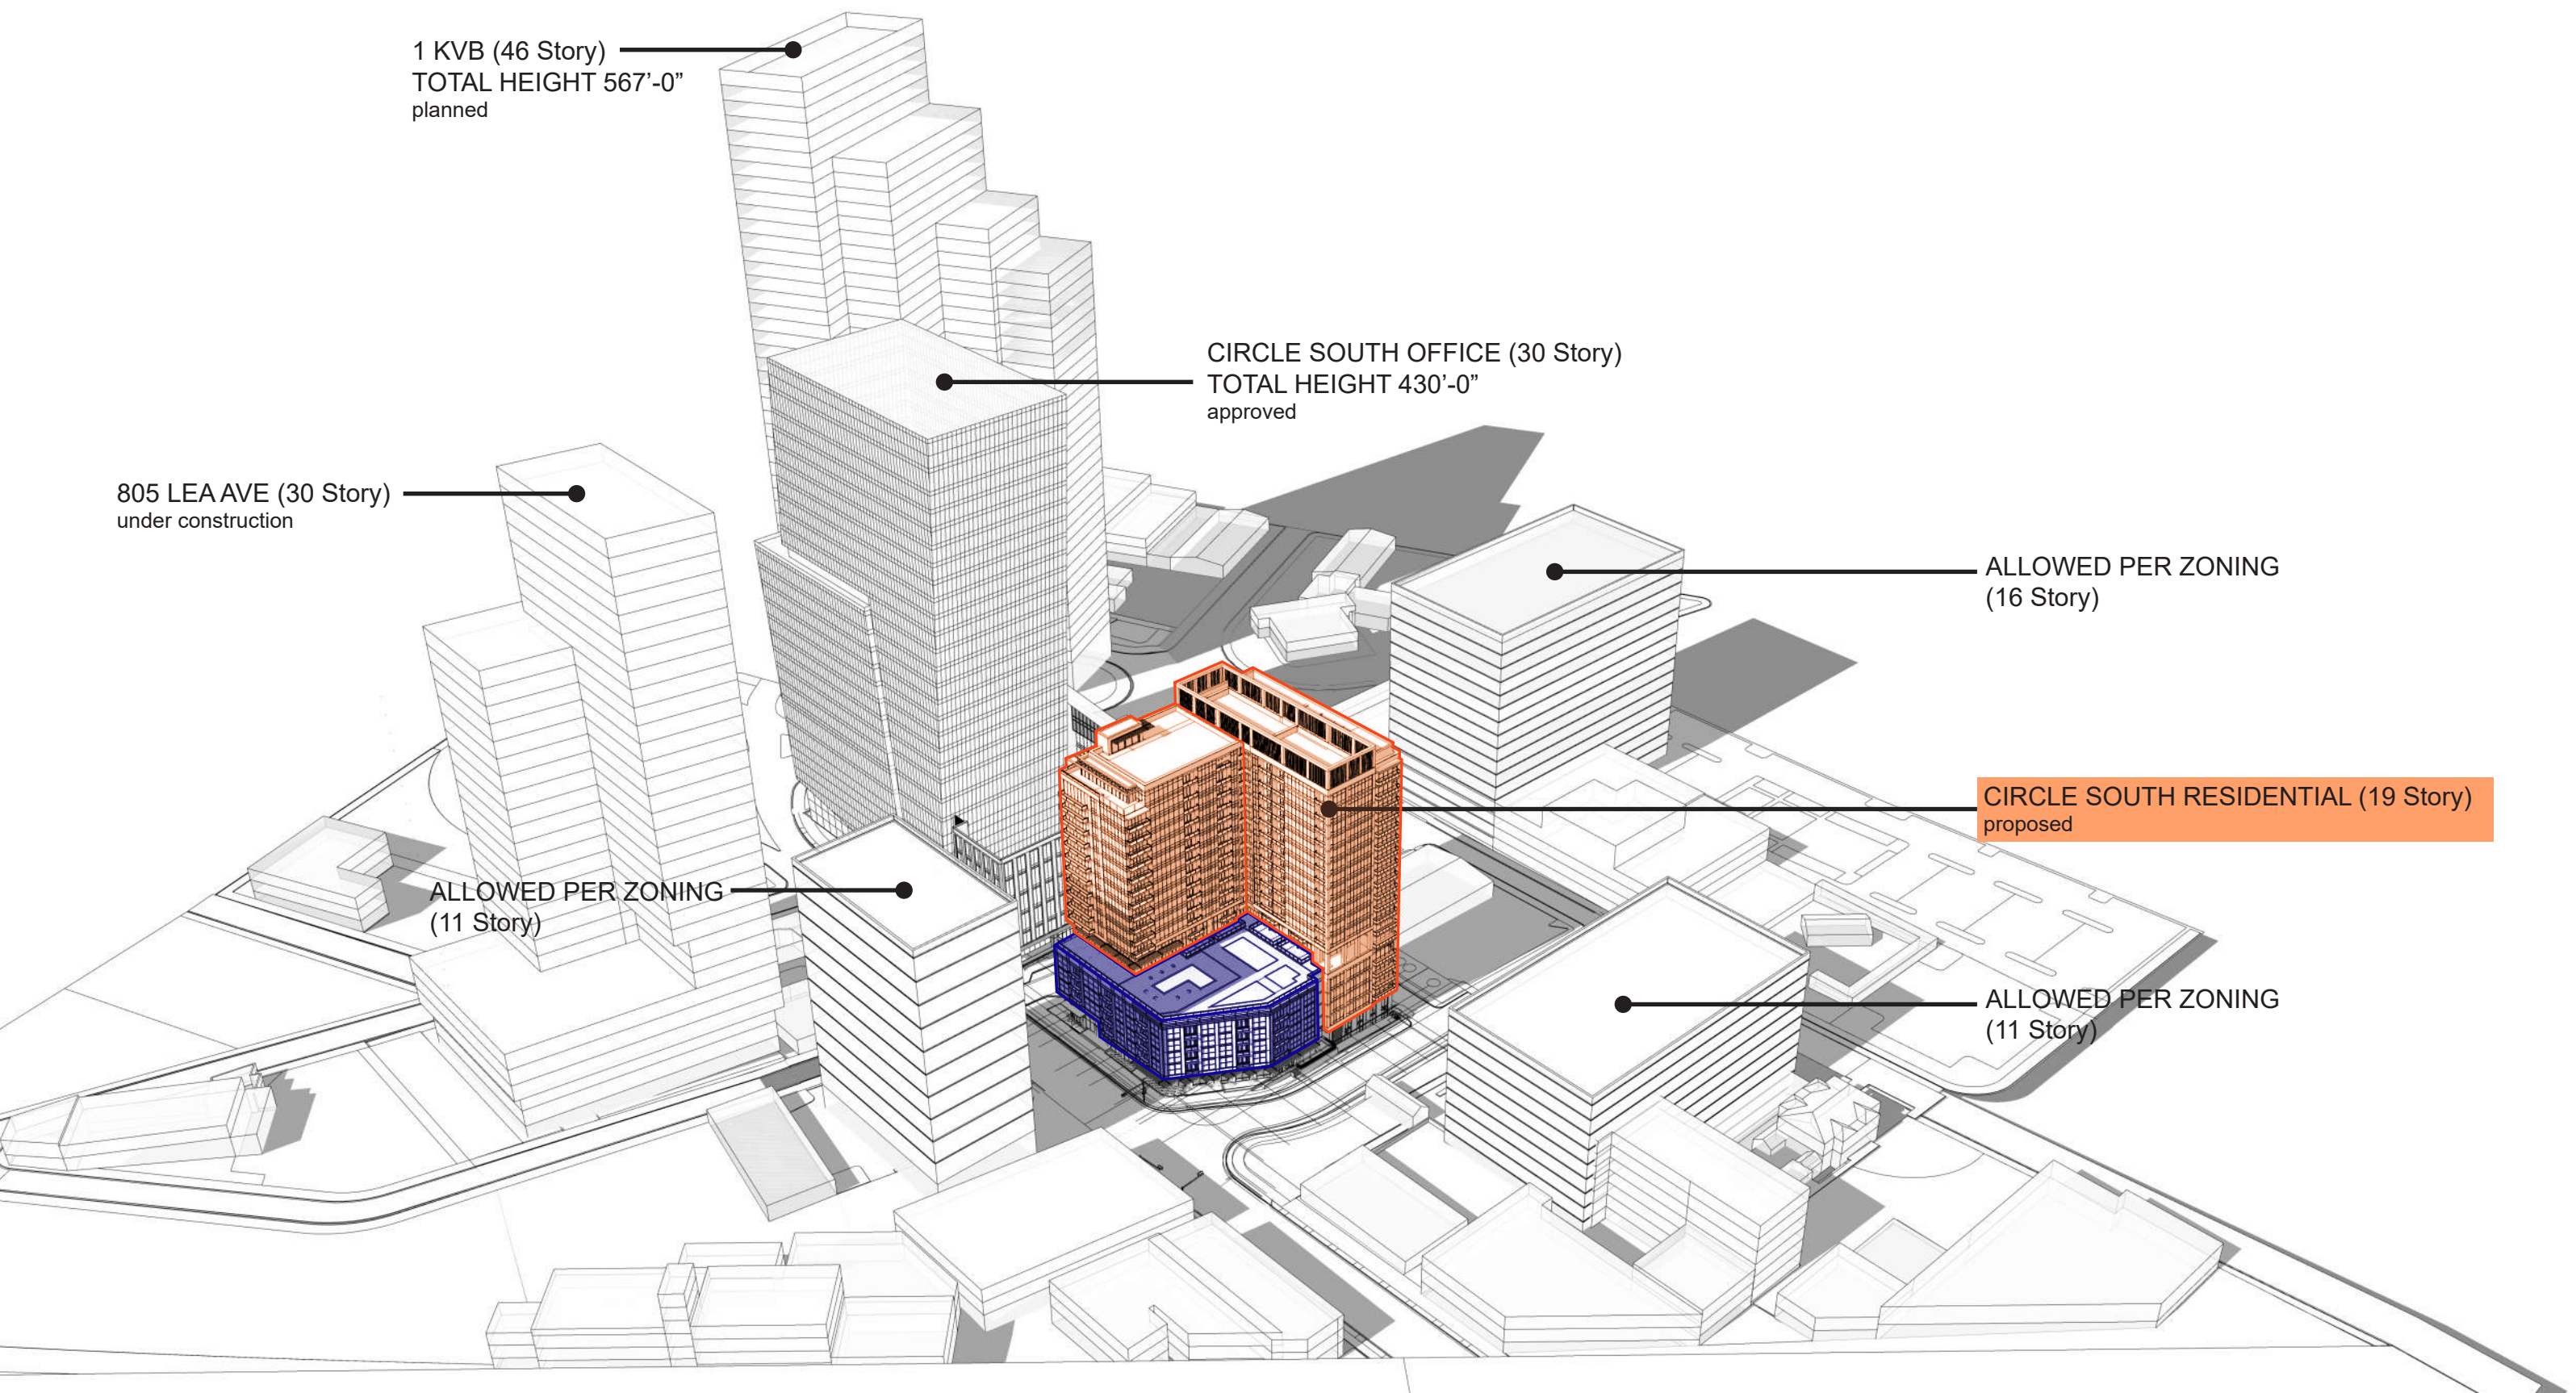 1 KVB (46 Story)
TOTAL HEIGHT 567’-0”
planned
CIRCLE SOUTH OFFICE (30 Story)
TOTAL HEIGHT 430’-0”
approved
805 LEA AVE (30 Story)
under construction
ALLOWED PER ZONING
(16 Story)
CIRCLE SOUTH RESIDENTIAL (19 Story)
proposed
ALLOWED PER ZONING
(11 Story)
ALLOWED PER ZONING
(11 Story)